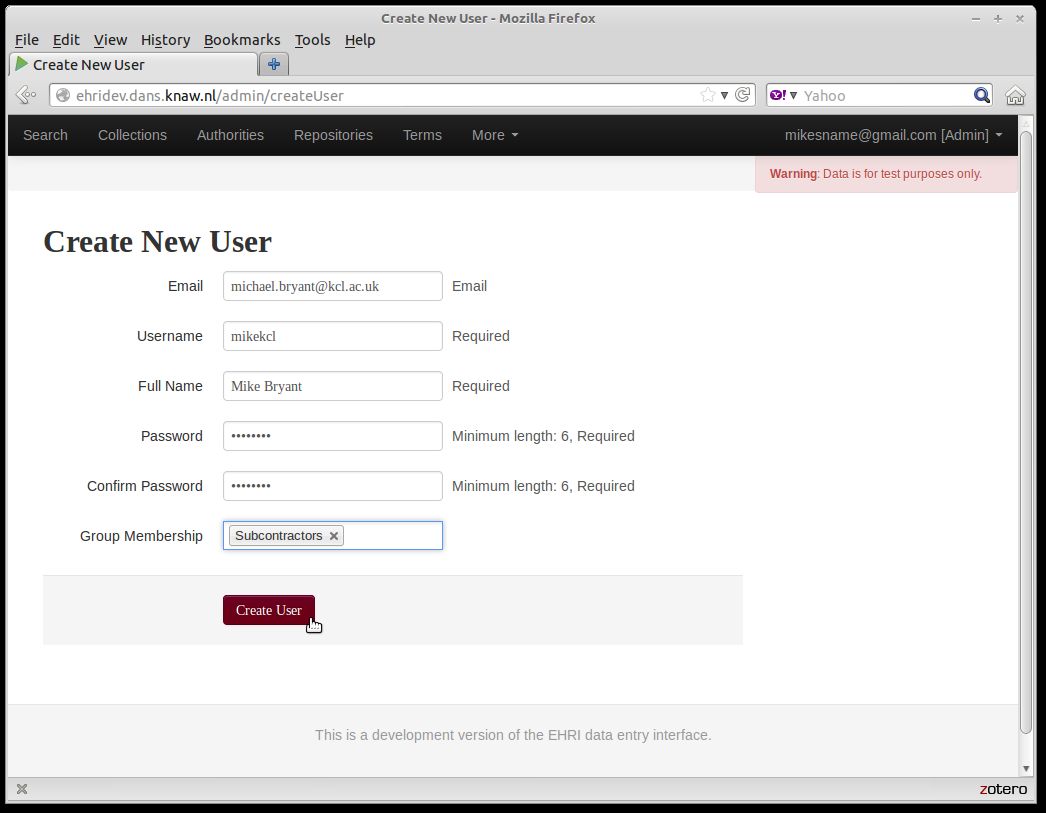 Create New User - Mozilla Firefox
File Edit View History Bookmarks Tools Help
Create New User
ehridev.dans.knaw.nl/admin/createUser Yahoo
Search Collections Authorities Repositories Terms More mikesname@gmail.com [Admin]
Warning: Data is for test purposes only.
Create New User
Email michael.bryant@kcl.ac.uk Email
Username mikekcl Required
Full Name Mike Bryant Required
Password •••••••• Minimum length: 6, Required
Confirm Password •••••••• Minimum length: 6, Required
Group Membership Subcontractors
Create User
This is a development version of the EHRI data entry interface.
zotero